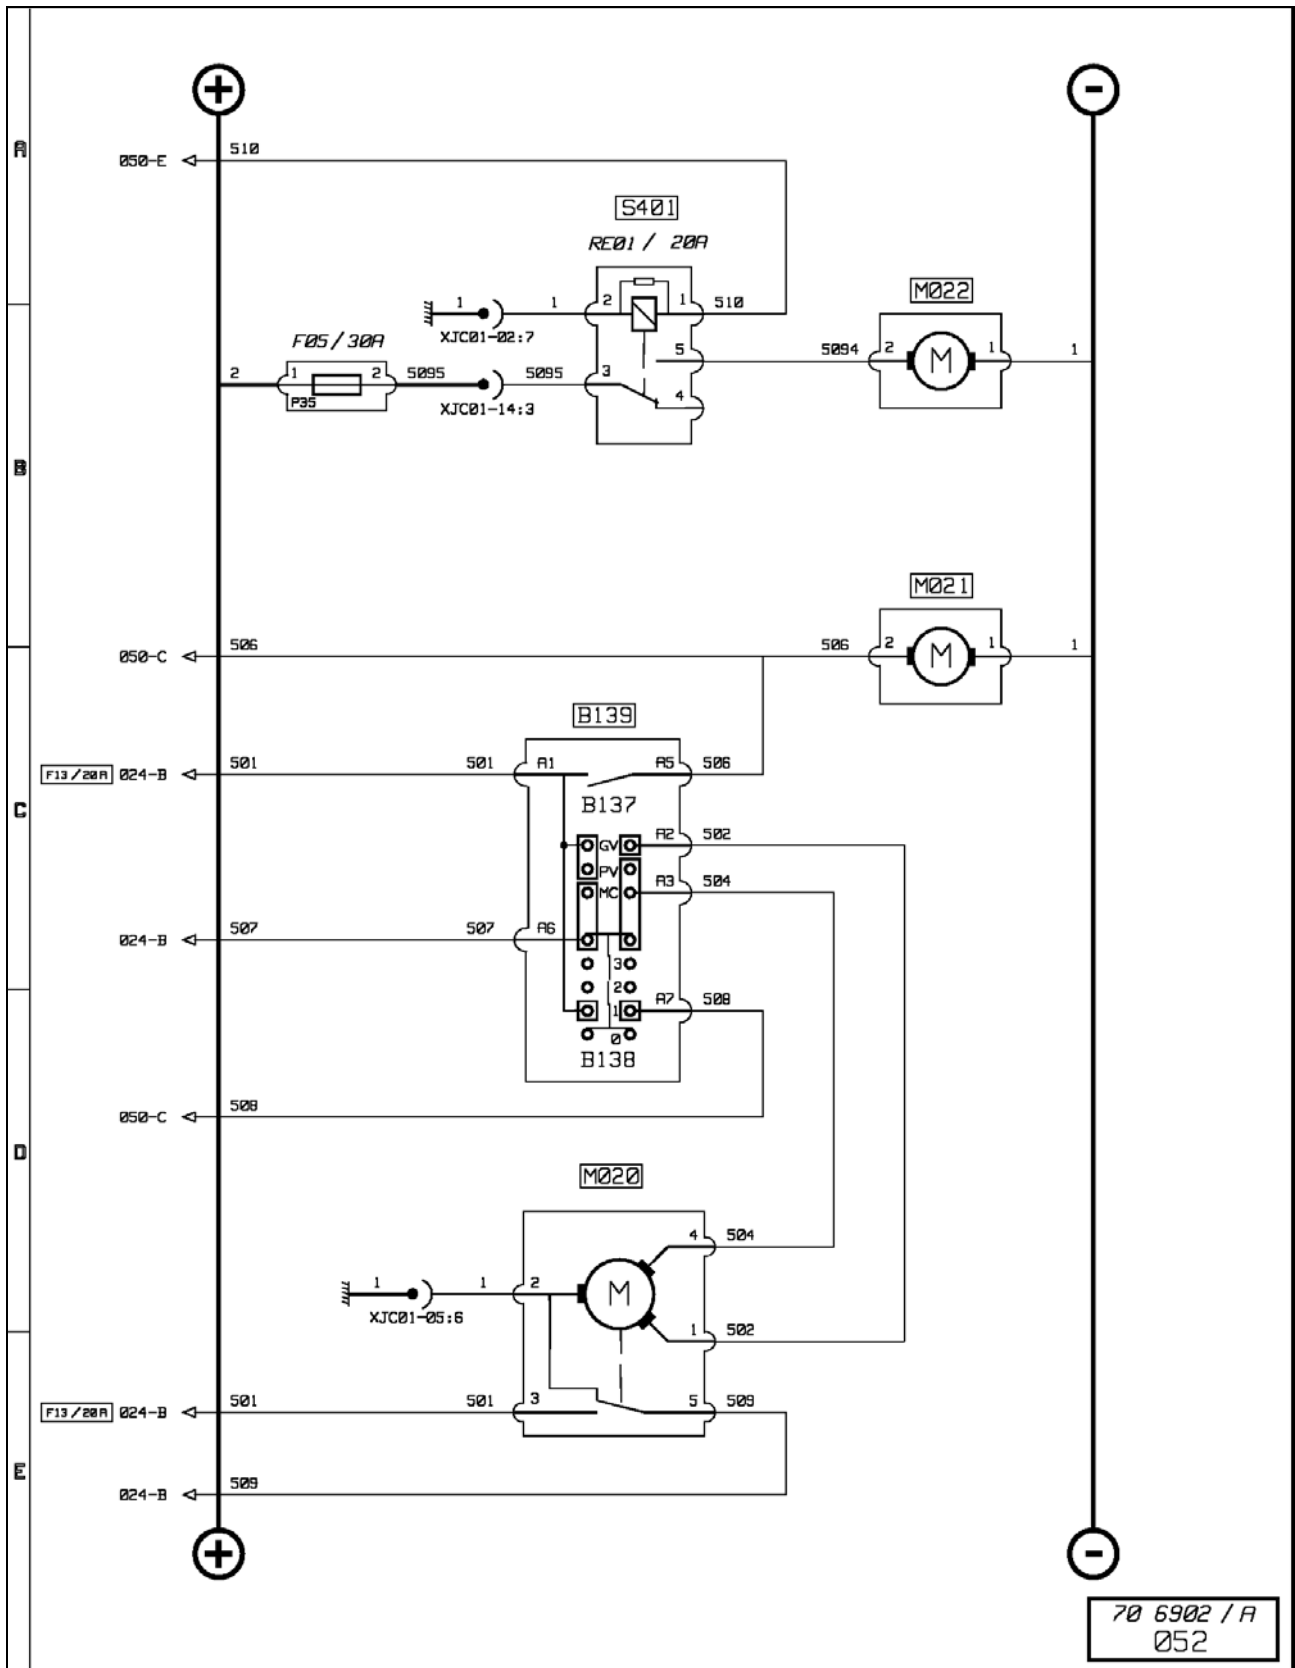 + -
A
050-E 510
S401
RE01 / 20A
M022
1 1 2 1 510
XJC01-02:7
F05/30A
5 5094 2 M 1 1
2 1 2 5095 5095 3
P35
XJC01-14:3
4
B
M021
050-C 506 506 2 M 1 1
B139
F13/20A 024-B 501 501 A1 A5 506
B137
C
GV A2 502
PV
MC A3 504
024-B 507 507 A6
3
2
1 A7 508
0
B138
050-C 508
D
M020
4 504
1 1 2 M
XJC01-05:6
1 502
F13/20A 024-B 501 501 3 5 509
E
024-B 509
+ -
70 6902 / A
052